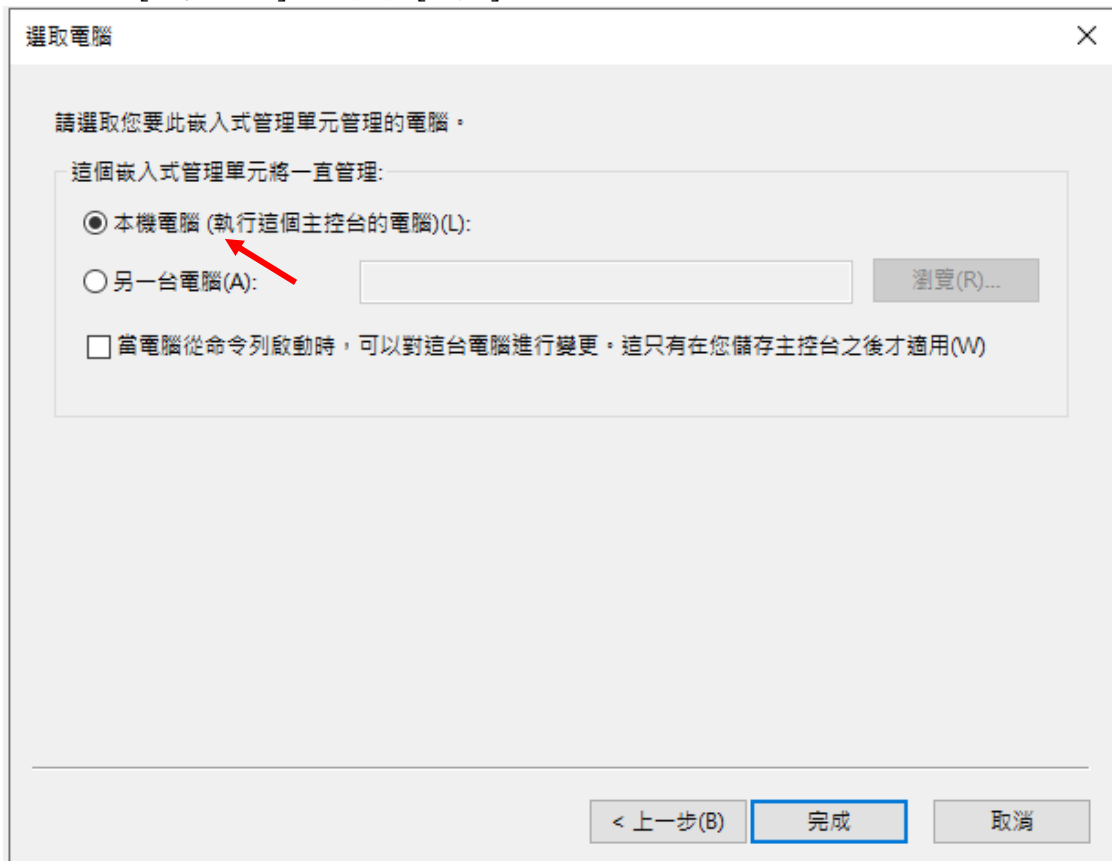 選取電腦
請選取您要此嵌入式管理單元管理的電腦。
這個嵌入式管理單元將一直管理:
本機電腦 (執行這個主控台的電腦)(L):
另一台電腦(A):
瀏覽(R)...
當電腦從命令列啟動時，可以對這台電腦進行變更。這只有在您儲存主控台之後才適用(W)
< 上一步(B)
完成
取消